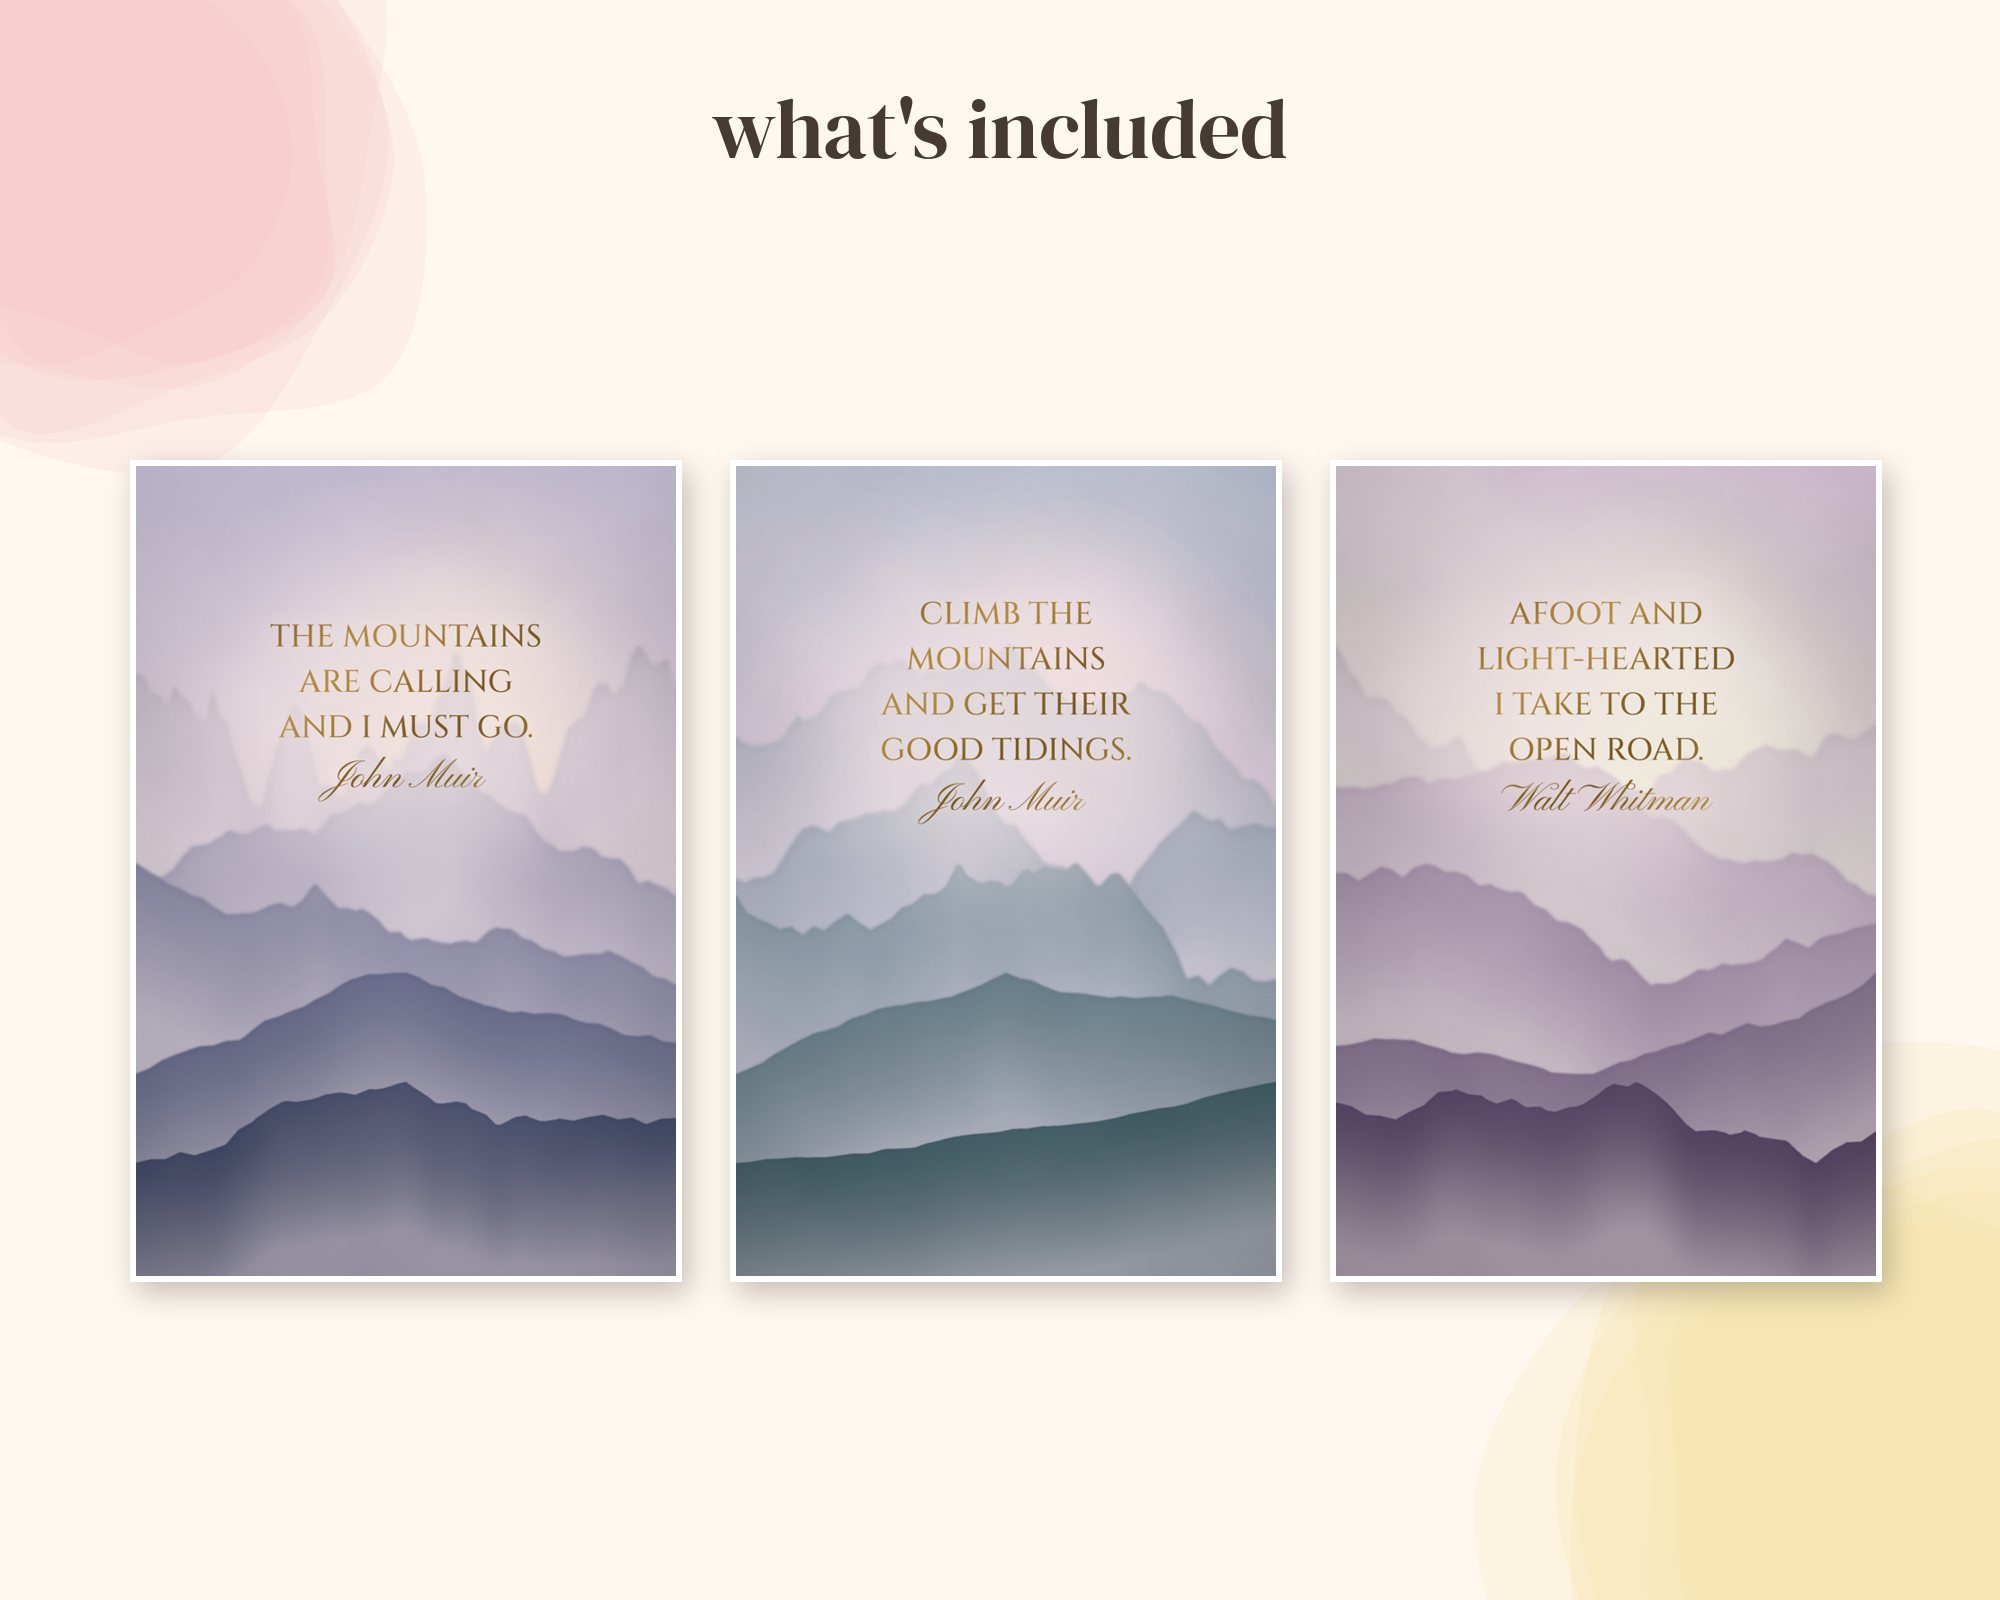 what's included
THE MOUNTAINS
ARE CALLING
AND I MUST GO.
John Muir
CLIMB THE
MOUNTAINS
AND GET THEIR
GOOD TIDINGS.
John Muir
AFOOT AND
LIGHT-HEARTED
I TAKE TO THE
OPEN ROAD.
Walt Whitman